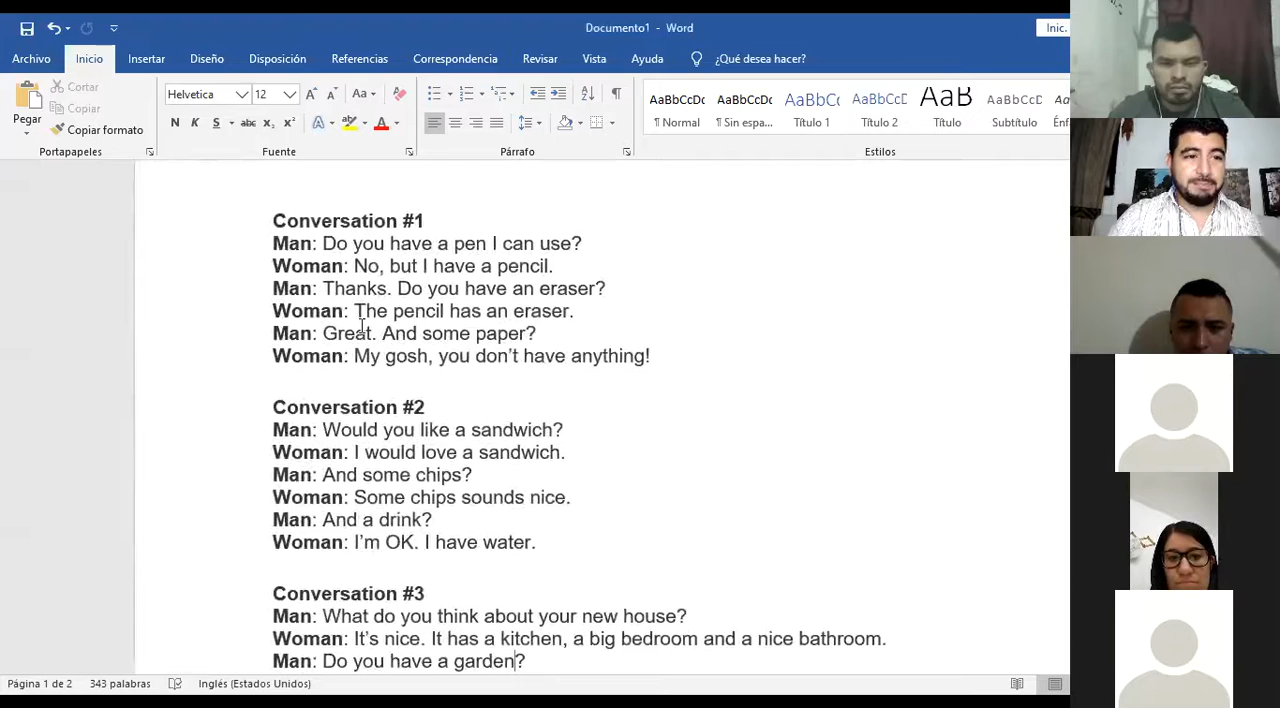 Documento1 - Word
Inic.
Archivo Inicio Insertar Diseño Disposición Referencias Correspondencia Revisar Vista Ayuda ¿Qué desea hacer?
Pegar
Cortar
Copiar
Copiar formato
Portapapeles
Helvetica 12
N K S abc x₂ x² A A
Fuente
Párrafo
AaBbCcDc AaBbCcDc AaBbCc AaBbCcD AaB AaBbCcD
¶ Normal ¶ Sin espa... Título 1 Título 2 Título Subtítulo
Estilos
Conversation #1
Man: Do you have a pen I can use?
Woman: No, but I have a pencil.
Man: Thanks. Do you have an eraser?
Woman: The pencil has an eraser.
Man: Great. And some paper?
Woman: My gosh, you don’t have anything!
Conversation #2
Man: Would you like a sandwich?
Woman: I would love a sandwich.
Man: And some chips?
Woman: Some chips sounds nice.
Man: And a drink?
Woman: I’m OK. I have water.
Conversation #3
Man: What do you think about your new house?
Woman: It’s nice. It has a kitchen, a big bedroom and a nice bathroom.
Man: Do you have a garden?
Página 1 de 2 343 palabras Inglés (Estados Unidos)